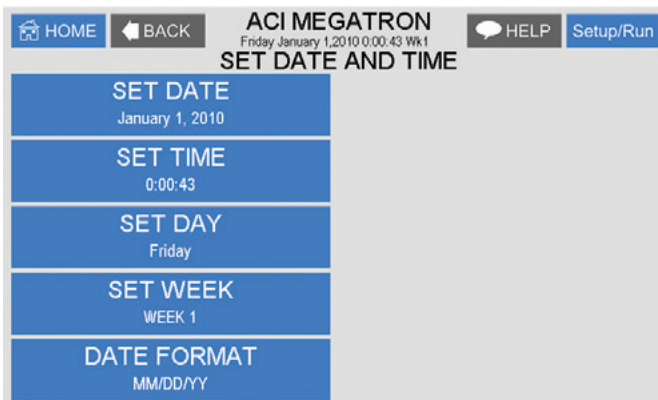 HOME
BACK
ACI MEGATRON
HELP
Setup/Run
Friday January 1,2010 0:00:43 Wk1
SET DATE AND TIME
SET DATE
January 1, 2010
SET TIME
0:00:43
SET DAY
Friday
SET WEEK
WEEK 1
DATE FORMAT
MM/DD/YY